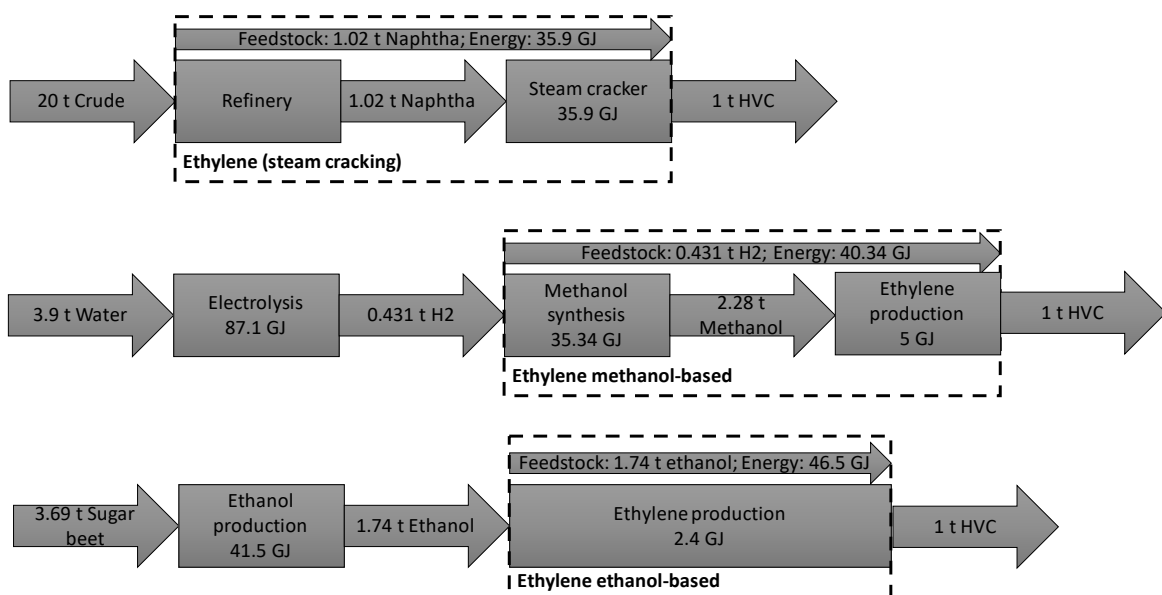 Feedstock: 1.02 t Naphtha; Energy: 35.9 GJ
20 t Crude
Refinery
1.02 t Naphtha
Steam cracker
35.9 GJ
1 t HVC
Ethylene (steam cracking)
Feedstock: 0.431 t H2; Energy: 40.34 GJ
3.9 t Water
Electrolysis
87.1 GJ
0.431 t H2
Methanol
synthesis
35.34 GJ
2.28 t
Methanol
Ethylene
production
5 GJ
1 t HVC
Ethylene methanol-based
Feedstock: 1.74 t ethanol; Energy: 46.5 GJ
3.69 t Sugar
beet
Ethanol
production
41.5 GJ
1.74 t Ethanol
Ethylene production
2.4 GJ
1 t HVC
Ethylene ethanol-based